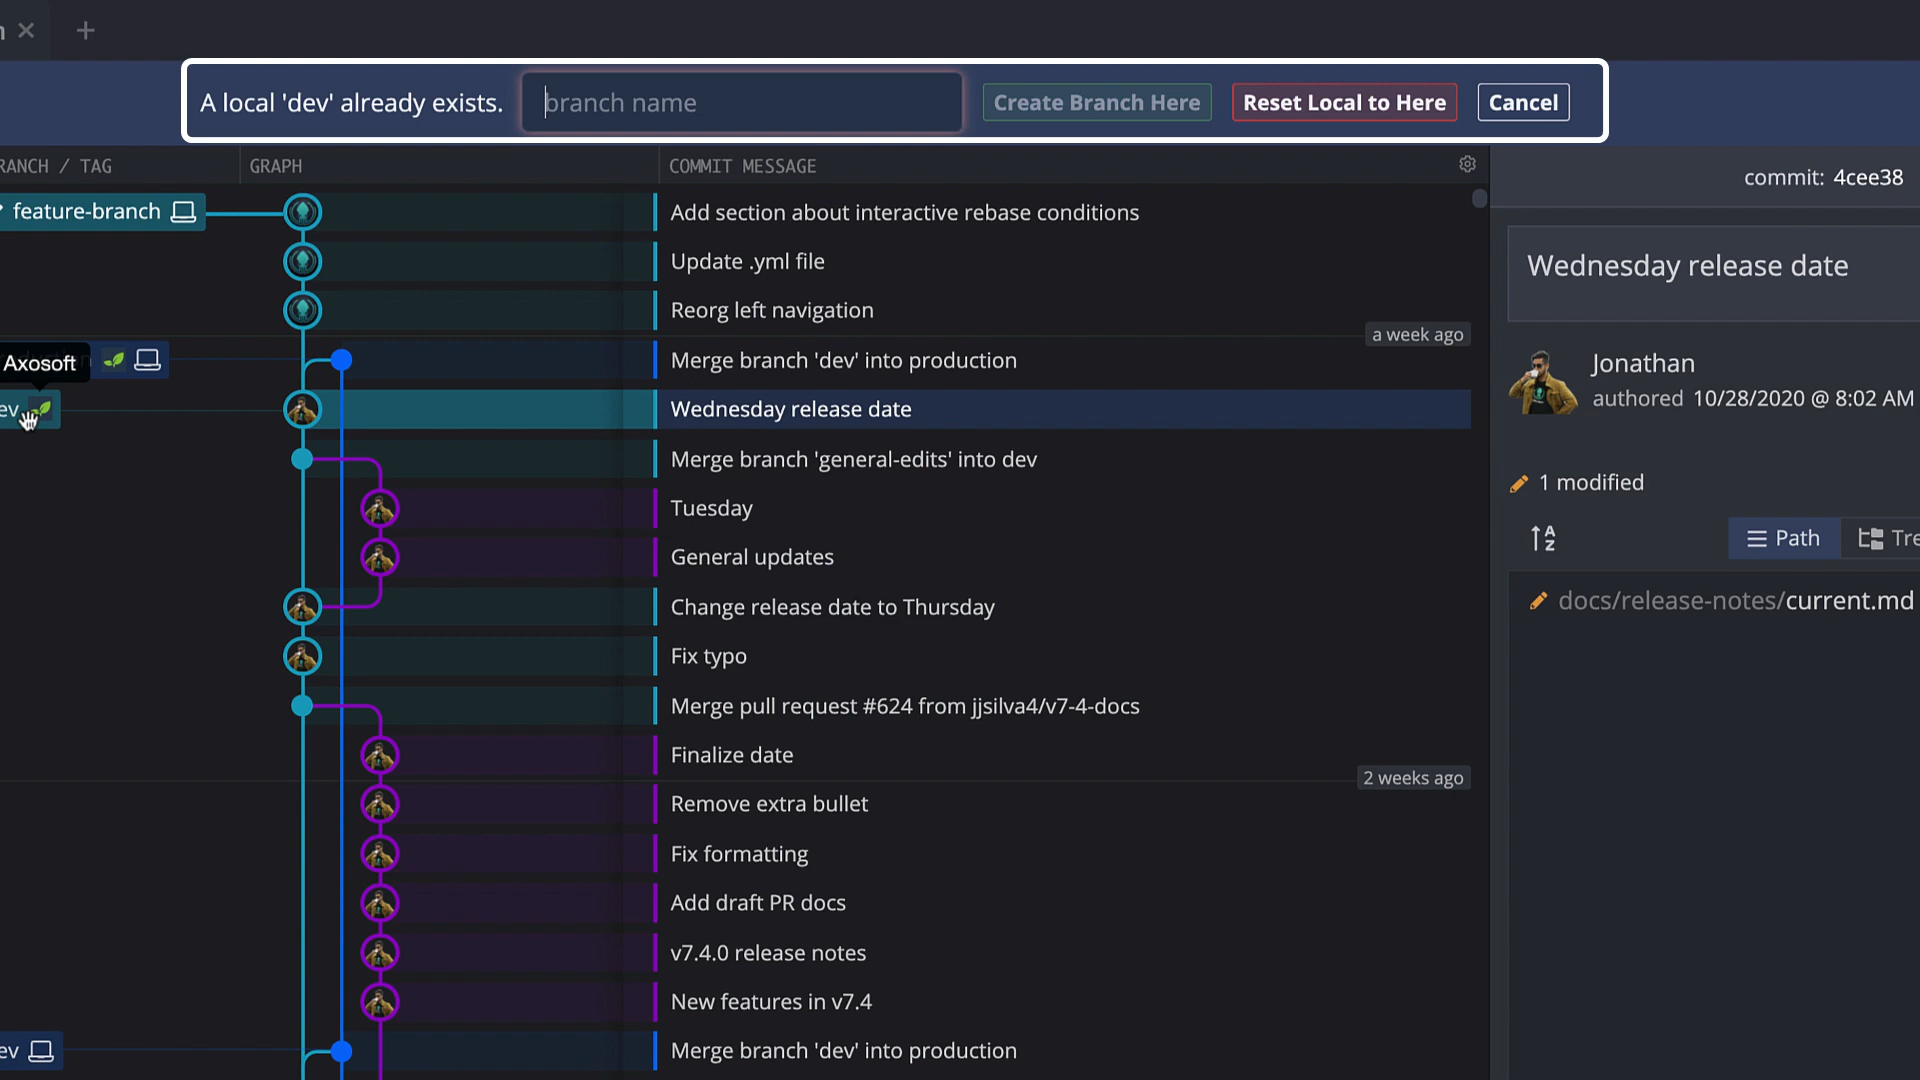 A local 'dev' already exists. branch name Create Branch Here Reset Local to Here Cancel
RANCH / TAG GRAPH COMMIT MESSAGE
commit: 4cee38
feature-branch Add section about interactive rebase conditions
Update .yml file
Wednesday release date
Reorg left navigation
a week ago
Axosoft Merge branch 'dev' into production
Jonathan
authored 10/28/2020 @ 8:02 AM
ev Wednesday release date
Merge branch 'general-edits' into dev
1 modified
Tuesday
Path Tre
General updates
Change release date to Thursday
docs/release-notes/current.md
Fix typo
Merge pull request #624 from jjsilva4/v7-4-docs
Finalize date
2 weeks ago
Remove extra bullet
Fix formatting
Add draft PR docs
v7.4.0 release notes
New features in v7.4
ev Merge branch 'dev' into production